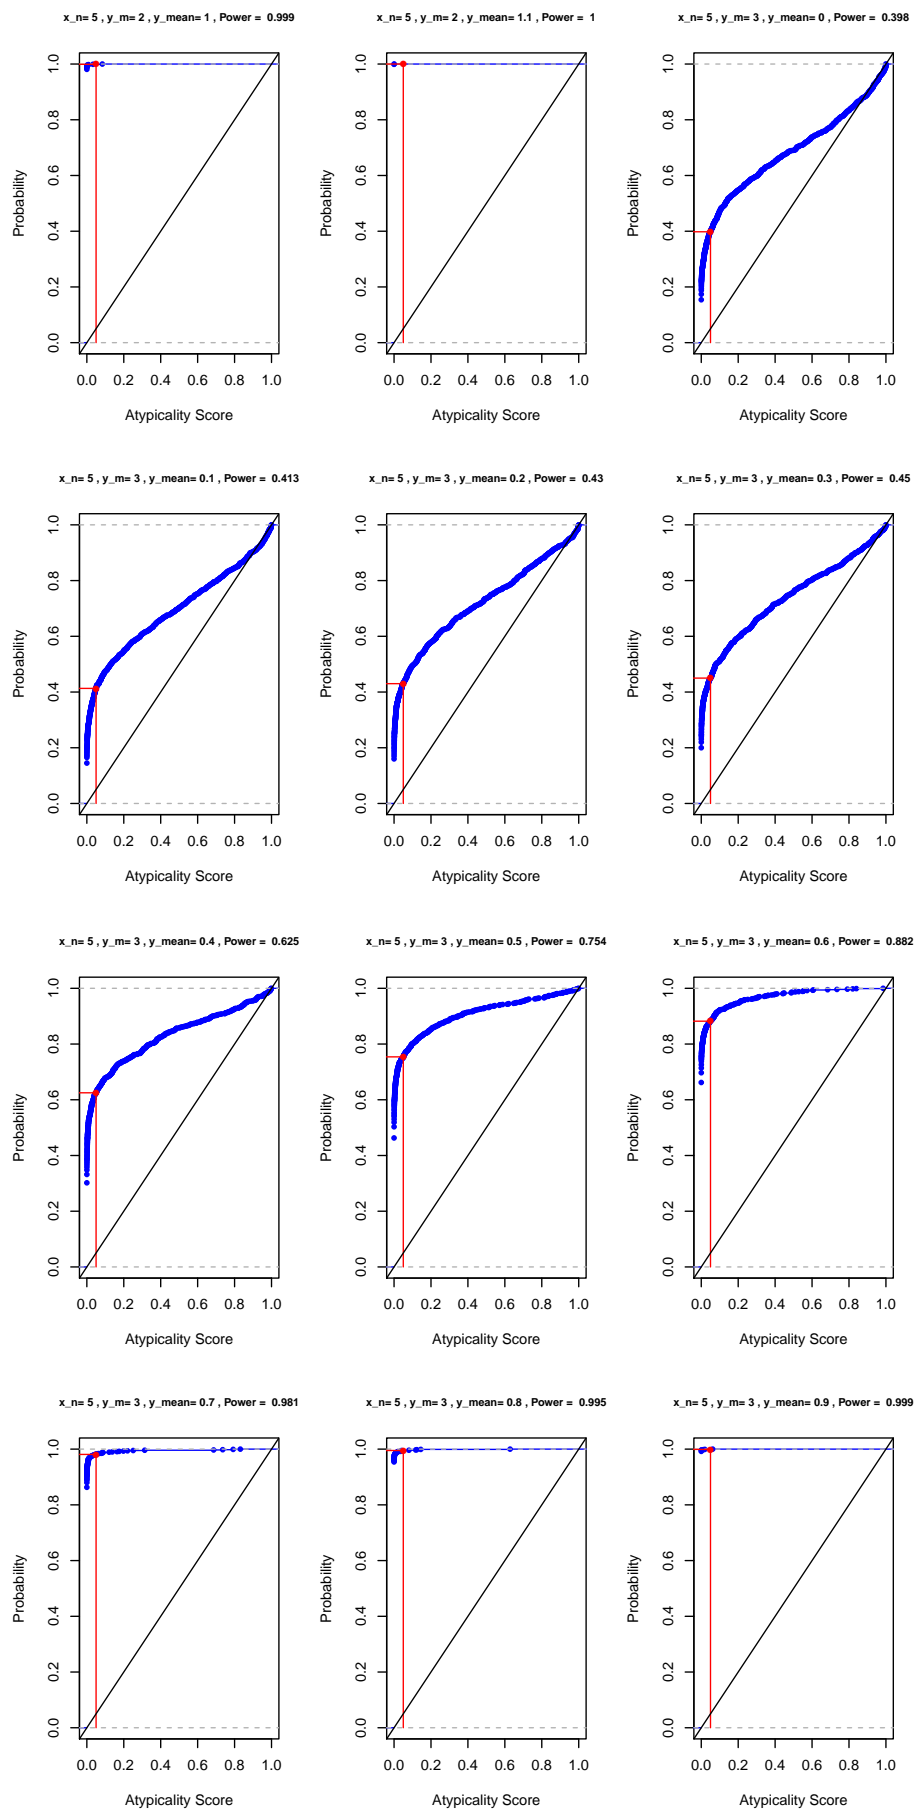 x_n= 5 , y_m= 2 , y_mean= 1 , Power = 0.999
x_n= 5 , y_m= 2 , y_mean= 1.1 , Power = 1
x_n= 5 , y_m= 3 , y_mean= 0 , Power = 0.398
Probability
0.0 0.2 0.4 0.6 0.8 1.0
0.0 0.2 0.4 0.6 0.8 1.0
Atypicality Score
Probability
0.0 0.2 0.4 0.6 0.8 1.0
0.0 0.2 0.4 0.6 0.8 1.0
Atypicality Score
Probability
0.0 0.2 0.4 0.6 0.8 1.0
0.0 0.2 0.4 0.6 0.8 1.0
Atypicality Score
x_n= 5 , y_m= 3 , y_mean= 0.1 , Power = 0.413
x_n= 5 , y_m= 3 , y_mean= 0.2 , Power = 0.43
x_n= 5 , y_m= 3 , y_mean= 0.3 , Power = 0.45
Probability
0.0 0.2 0.4 0.6 0.8 1.0
0.0 0.2 0.4 0.6 0.8 1.0
Atypicality Score
Probability
0.0 0.2 0.4 0.6 0.8 1.0
0.0 0.2 0.4 0.6 0.8 1.0
Atypicality Score
Probability
0.0 0.2 0.4 0.6 0.8 1.0
0.0 0.2 0.4 0.6 0.8 1.0
Atypicality Score
x_n= 5 , y_m= 3 , y_mean= 0.4 , Power = 0.625
x_n= 5 , y_m= 3 , y_mean= 0.5 , Power = 0.754
x_n= 5 , y_m= 3 , y_mean= 0.6 , Power = 0.882
Probability
0.0 0.2 0.4 0.6 0.8 1.0
0.0 0.2 0.4 0.6 0.8 1.0
Atypicality Score
Probability
0.0 0.2 0.4 0.6 0.8 1.0
0.0 0.2 0.4 0.6 0.8 1.0
Atypicality Score
Probability
0.0 0.2 0.4 0.6 0.8 1.0
0.0 0.2 0.4 0.6 0.8 1.0
Atypicality Score
x_n= 5 , y_m= 3 , y_mean= 0.7 , Power = 0.981
x_n= 5 , y_m= 3 , y_mean= 0.8 , Power = 0.995
x_n= 5 , y_m= 3 , y_mean= 0.9 , Power = 0.999
Probability
0.0 0.2 0.4 0.6 0.8 1.0
0.0 0.2 0.4 0.6 0.8 1.0
Atypicality Score
Probability
0.0 0.2 0.4 0.6 0.8 1.0
0.0 0.2 0.4 0.6 0.8 1.0
Atypicality Score
Probability
0.0 0.2 0.4 0.6 0.8 1.0
0.0 0.2 0.4 0.6 0.8 1.0
Atypicality Score